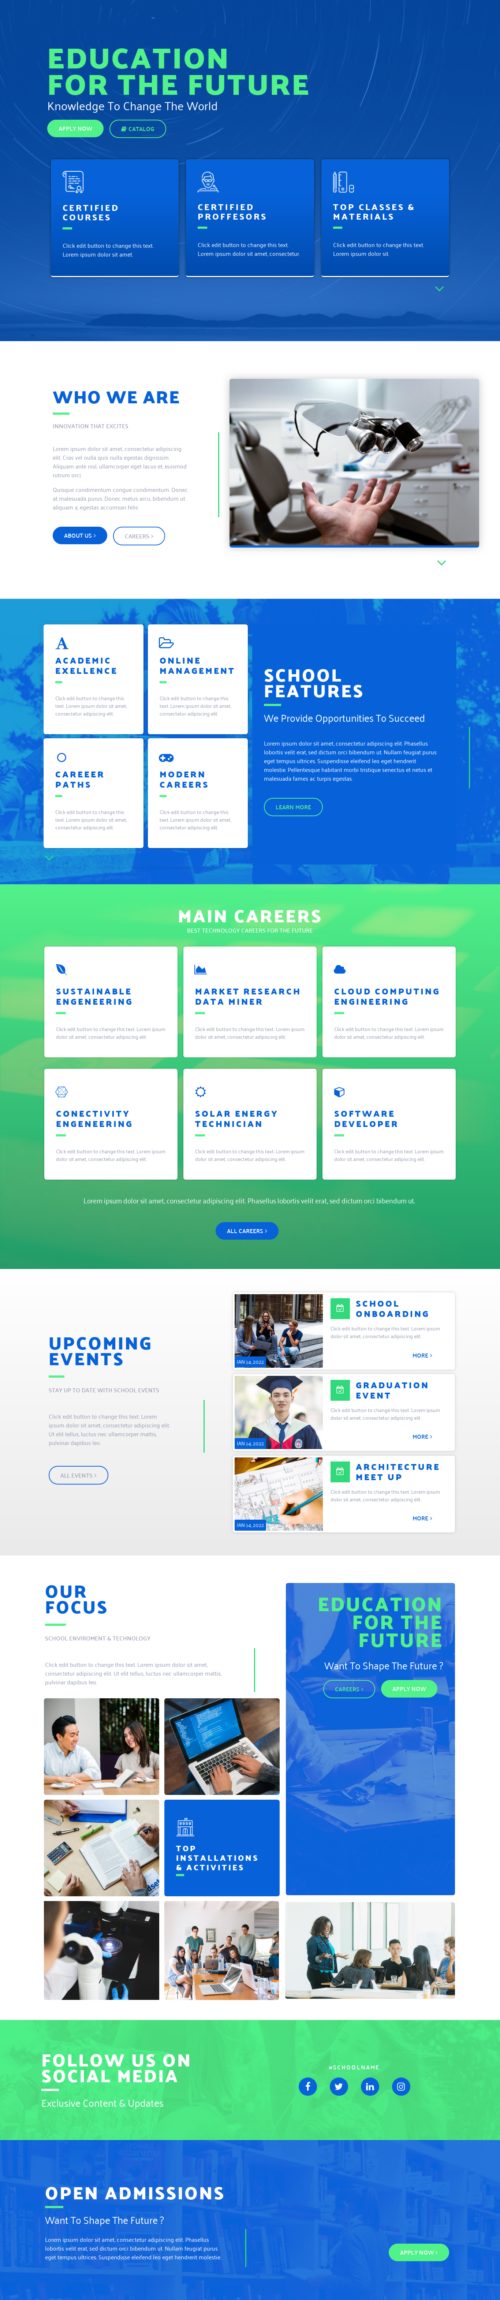 EDUCATION
FOR THE FUTURE
Knowledge To Change The World
APPLY NOW
CATALOG
CERTIFIED
COURSES
Click edit button to change this text.
Lorem ipsum dolor sit amet.
CERTIFIED
PROFFESORS
Click edit button to change this text.
Lorem ipsum dolor sit amet, consectetur.
TOP CLASSES &
MATERIALS
Click edit button to change this text.
Lorem ipsum dolor sit
WHO WE ARE
INNOVATION THAT EXCITES
Lorem ipsum dolor sit amet, consectetur adipiscing
elit. Cras vel nulla quis nulla egestas dignissim.
Aliquam ante nisl, ullamcorper eget lacus et, euismod
rutrum orci.
Quisque condimentum congue condimentum. Donec
at malesuada purus. Donec metus arcu, bibendum ut
aliquam a, egestas accumsan felis
ABOUT US >
CAREERS >
ACADEMIC
EXELLENCE
Click edit button to change this
text. Lorem ipsum dolor sit amet,
consectetur adipiscing elit
ONLINE
MANAGEMENT
Click edit button to change this
text. Lorem ipsum dolor sit amet,
consectetur adipiscing elit
CAREEER
PATHS
Click edit button to change this
text. Lorem ipsum dolor sit amet,
consectetur adipiscing elit
MODERN
CAREERS
Click edit button to change this
text. Lorem ipsum dolor sit amet,
consectetur adipiscing elit
SCHOOL
FEATURES
We Provide Opportunities To Succeed
Lorem ipsum dolor sit amet, consectetur adipiscing elit. Phasellus
lobortis velit erat, sed dictum orci bibendum ut. Nullam feugiat purus
eget tempus ultrices. Suspendisse eleifend leo eget hendrerit
molestie. Pellentesque habitant morbi tristique senectus et netus et
malesuada fames ac turpis egestas.
LEARN MORE
MAIN CAREERS
BEST TECHNOLOGY CAREERS FOR THE FUTURE
SUSTAINABLE
ENGENEERING
Click edit button to change this text. Lorem ipsum
dolor sit amet, consectetur adipiscing elit
MARKET RESEARCH
DATA MINER
Click edit button to change this text. Lorem ipsum
dolor sit amet, consectetur adipiscing elit
CLOUD COMPUTING
ENGINEERING
Click edit button to change this text. Lorem ipsum
dolor sit amet, consectetur adipiscing elit
CONECTIVITY
ENGENEERING
Click edit button to change this text. Lorem ipsum
dolor sit amet, consectetur adipiscing elit
SOLAR ENERGY
TECHNICIAN
Click edit button to change this text. Lorem ipsum
dolor sit amet, consectetur adipiscing elit
SOFTWARE
DEVELOPER
Click edit button to change this text. Lorem ipsum
dolor sit amet, consectetur adipiscing elit
Lorem ipsum dolor sit amet, consectetur adipiscing elit. Phasellus lobortis velit erat, sed dictum orci bibendum ut.
ALL CAREERS >
UPCOMING
EVENTS
STAY UP TO DATE WITH SCHOOL EVENTS
Click edit button to change this text. Lorem
ipsum dolor sit amet, consectetur adipiscing elit.
Ut elit tellus, luctus nec ullamcorper mattis,
pulvinar dapibus leo.
ALL EVENTS >
JAN 14, 2022
SCHOOL
ONBOARDING
Click edit button to change this text. Lorem ipsum
dolor sit amet, consectetur adipiscing elit
MORE >
JAN 14, 2022
GRADUATION
EVENT
Click edit button to change this text. Lorem ipsum
dolor sit amet, consectetur adipiscing elit
MORE >
JAN 14, 2022
ARCHITECTURE
MEET UP
Click edit button to change this text. Lorem ipsum
dolor sit amet, consectetur adipiscing elit
MORE >
OUR
FOCUS
SCHOOL ENVIROMENT & TECHNOLOGY
Click edit button to change this text. Lorem ipsum dolor sit amet,
consectetur adipiscing elit. Ut elit tellus, luctus nec ullamcorper mattis,
pulvinar dapibus leo.
EDUCATION
FOR THE
FUTURE
Want To Shape The Future ?
CAREERS >
APPLY NOW
TOP
INSTALLATIONS
& ACTIVITIES
FOLLOW US ON
SOCIAL MEDIA
Exclusive Content & Updates
#SCHOOLNAME
OPEN ADMISSIONS
Want To Shape The Future ?
Lorem ipsum dolor sit amet, consectetur adipiscing elit. Phasellus
lobortis velit erat, sed dictum orci bibendum ut. Nullam feugiat purus
eget tempus ultrices. Suspendisse eleifend leo eget hendrerit molestie
APPLY NOW >